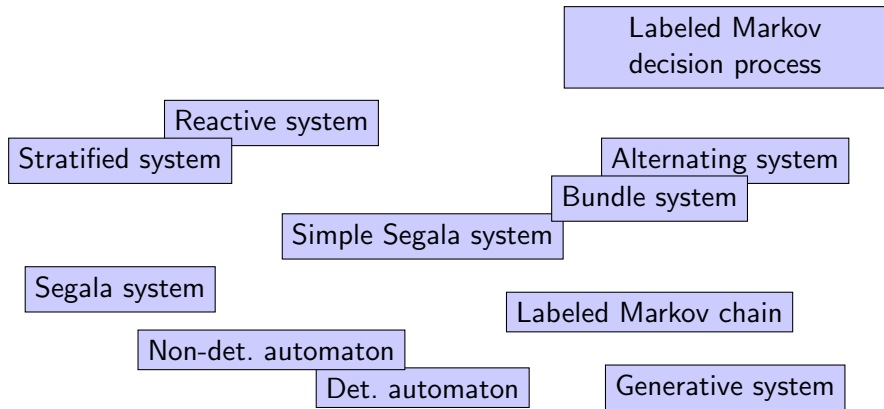 Labeled Markov
decision process
Reactive system
Stratified system
Alternating system
Bundle system
Simple Segala system
Segala system
Labeled Markov chain
Non-det. automaton
Det. automaton
Generative system